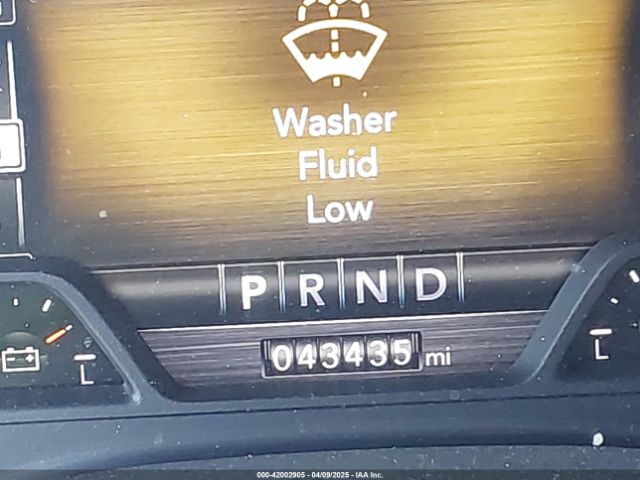 Washer
Fluid
Low
P R N D
043435 mi
L
L
000-42002905 - 04/09/2025 - IAA Inc.